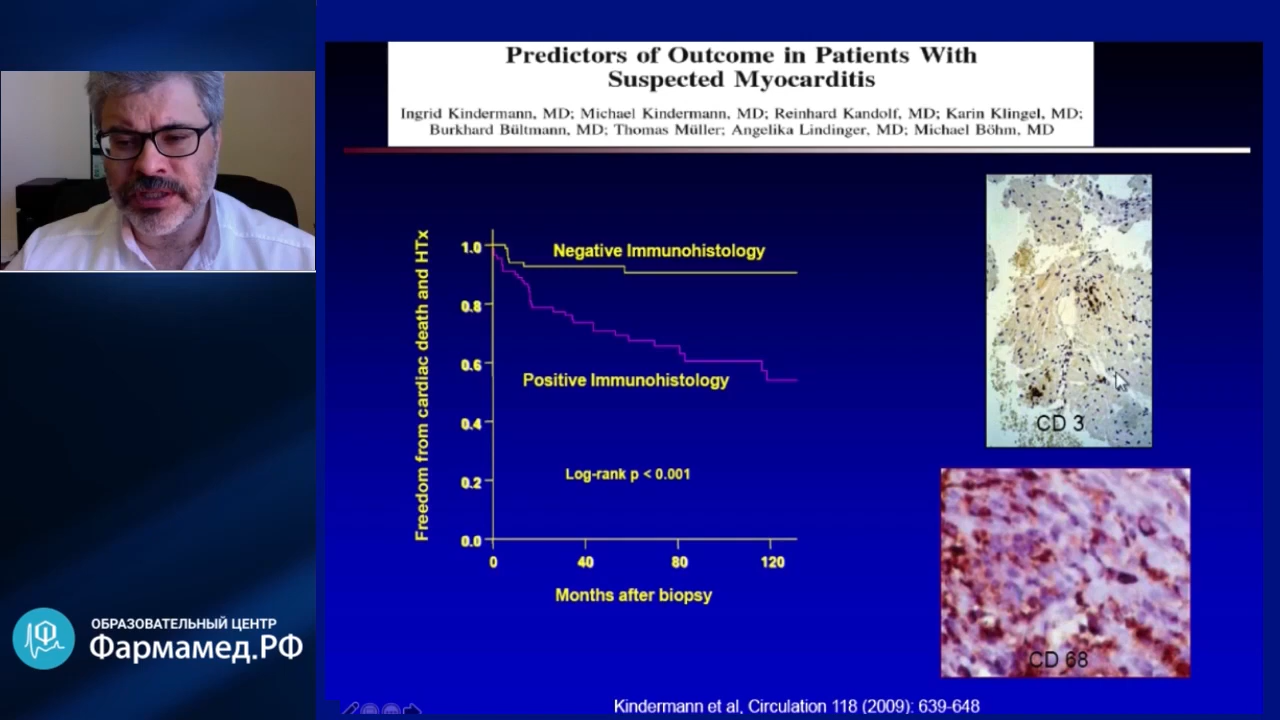 Predictors of Outcome in Patients With
Suspected Myocarditis
Ingrid Kindermann, MD; Michael Kindermann, MD; Reinhard Kandolf, MD; Karin Klingel, MD;
Burkhard Bültmann, MD; Thomas Müller; Angelika Lindinger, MD; Michael Böhm, MD
Freedom from cardiac death and HTx
1.0
0.8
0.6
0.4
0.2
0.0
Negative Immunohistology
Positive Immunohistology
Log-rank p < 0.001
0 40 80 120
Months after biopsy
CD 3
CD 68
Kindermann et al, Circulation 118 (2009): 639-648
ОБРАЗОВАТЕЛЬНЫЙ ЦЕНТР
Фармамед.РФ